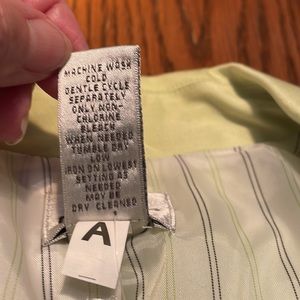 MACHINE WASK
COLD
GENTLE CYCLE
SEPARATELY
ONLY NON-
CHLORINE
BLEACH
WHEN NEEDED
TUMBLE DRY
LOW
IRON ON LOWEST
SETTING AS
NEEDED
MAY BE
DRY CLEANED
A